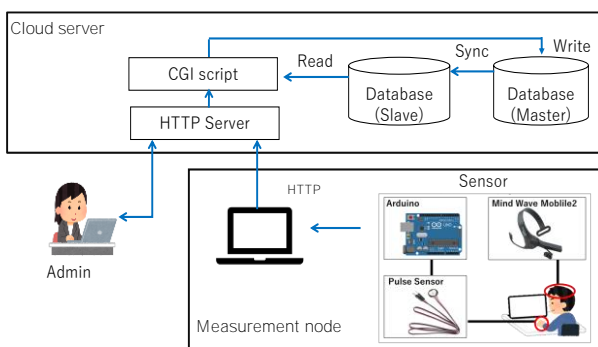 Cloud server
CGI script
Read
Sync
Write
Database
(Slave)
Database
(Master)
HTTP Server
HTTP
Sensor
Arduino
Mind Wave Moblile2
Pulse Sensor
Admin
Measurement node